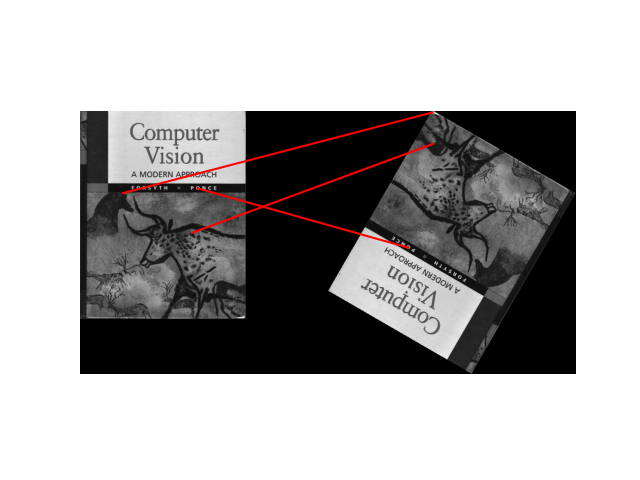 Computer
Vision
A MODERN APPROACH
FORSYTH PONCE
PONCE FORSYTH
A MODERN APPROACH
Vision
Computer